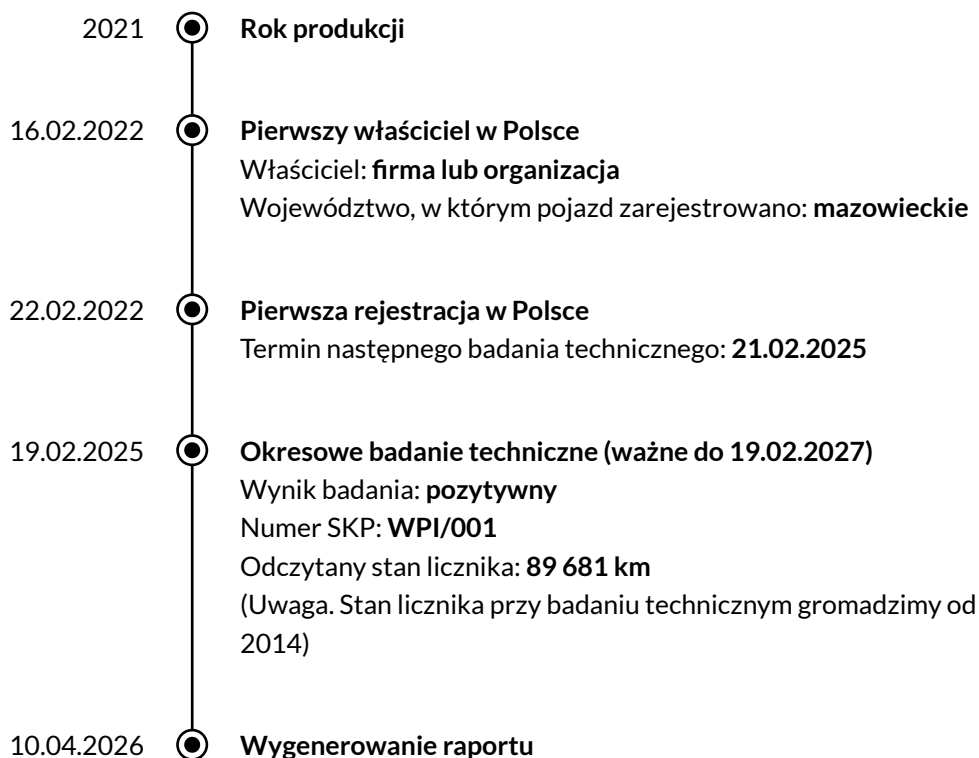 2021 Rok produkcji
16.02.2022 Pierwszy właściciel w Polsce
Właściciel: firma lub organizacja
Województwo, w którym pojazd zarejestrowano: mazowieckie
22.02.2022 Pierwsza rejestracja w Polsce
Termin następnego badania technicznego: 21.02.2025
19.02.2025 Okresowe badanie techniczne (ważne do 19.02.2027)
Wynik badania: pozytywny
Numer SKP: WPI/001
Odczytany stan licznika: 89 681 km
(Uwaga. Stan licznika przy badaniu technicznym gromadzimy od
2014)
10.04.2026 Wygenerowanie raportu